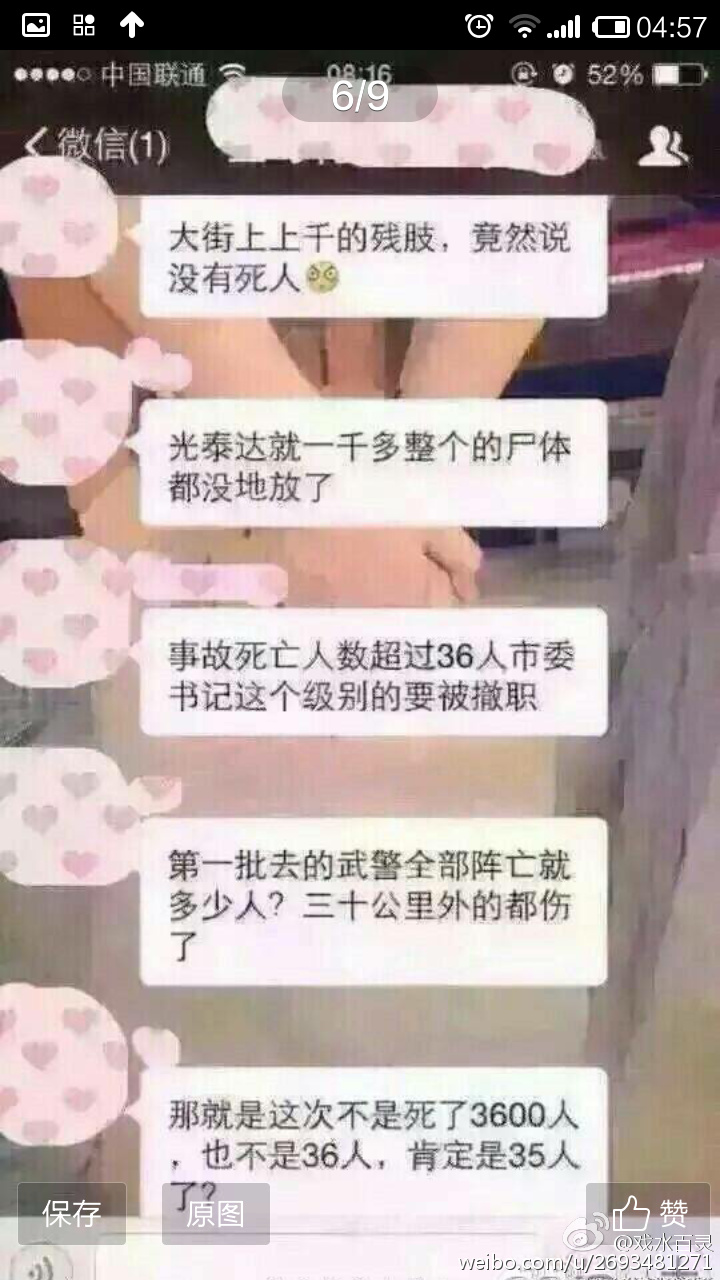 04:57
中国联通
08:16
52%
6/9
微信(1)
大街上上千的残肢，竟然说
没有死人
光泰达就一千多整个的尸体
都没地放了
事故死亡人数超过36人市委
书记这个级别的要被撤职
第一批去的武警全部阵亡就
多少人？三十公里外的都伤
了
那就是这次不是死了3600人
，也不是36人，肯定是35人
了？
保存
原图
赞
@戏水百灵
weibo.com/u/2693481271